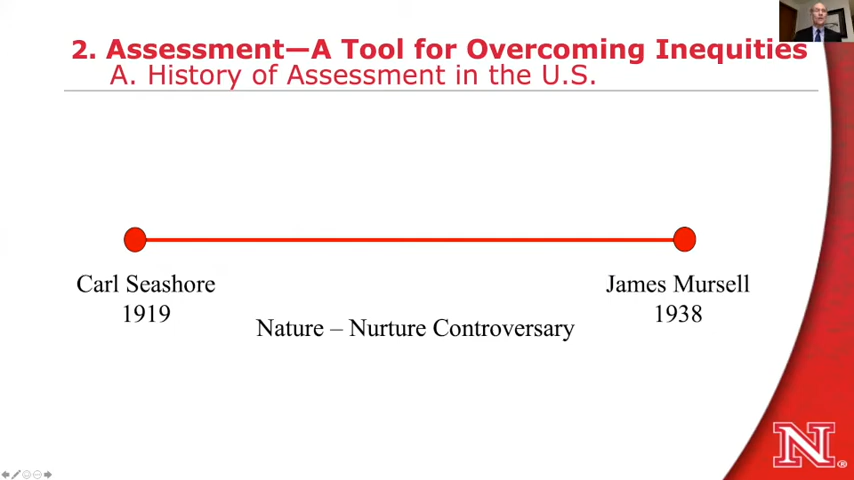 2. Assessment—A Tool for Overcoming Inequities
A. History of Assessment in the U.S.
Carl Seashore
1919
James Mursell
1938
Nature – Nurture Controversary
N®